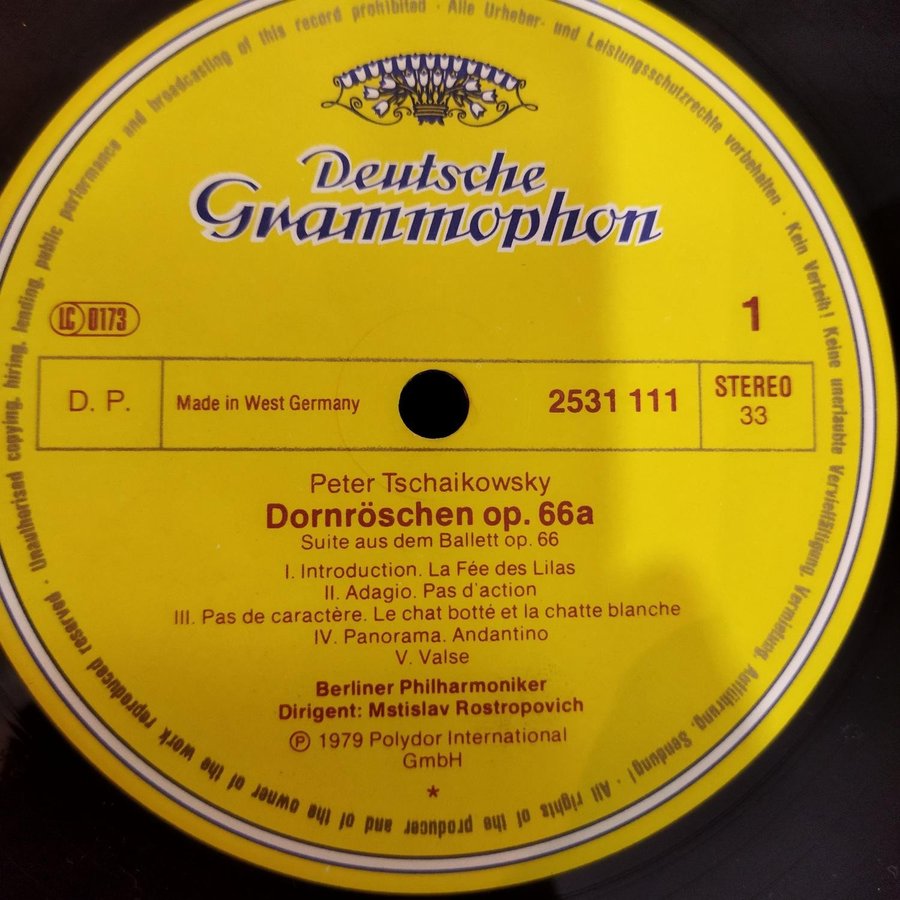 Deutsche
Grammophon
LC 0173
1
D. P.
Made in West Germany
2531 111
STEREO
33
Peter Tschaikowsky
Dornröschen op. 66a
Suite aus dem Ballett op. 66
I. Introduction. La Fée des Lilas
II. Adagio. Pas d'action
III. Pas de caractère. Le chat botté et la chatte blanche
IV. Panorama. Andantino
V. Valse
Berliner Philharmoniker
Dirigent: Mstislav Rostropovich
Ⓟ 1979 Polydor International
GmbH
*
Alle Urheber- und Leistungsschutzrechte vorbehalten · Kein Verleih! Keine unerlaubte Vervielfältigung, Vermietung, Aufführung, Sendung! · All rights of the producer and of the owner of the work reproduced reserved · Unauthorised copying, hiring, lending, public performance and broadcasting of this record prohibited ·